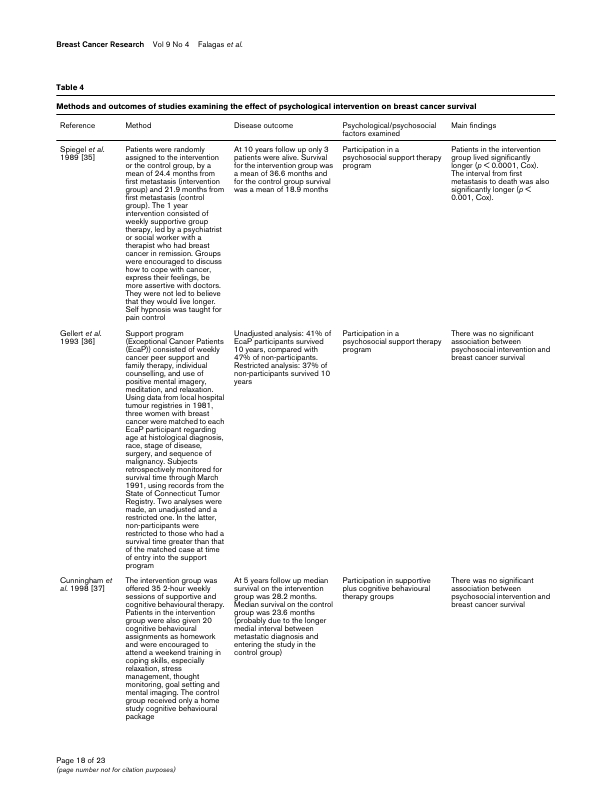 Breast Cancer Research Vol 9 No 4 Falagas et al.
Table 4
Methods and outcomes of studies examining the effect of psychological intervention on breast cancer survival
Reference Method Disease outcome Psychological/psychosocial factors examined Main findings
Spiegel et al.
1989 [35]
Patients were randomly
assigned to the intervention
or the control group, by a
mean of 24.4 months from
first metastasis (intervention
group) and 21.9 months from
first metastasis (control
group). The 1 year
intervention consisted of
weekly supportive group
therapy, led by a psychiatrist
or social worker with a
therapist who had breast
cancer in remission. Groups
were encouraged to discuss
how to cope with cancer,
express their feelings, be
more assertive with doctors.
They were not led to believe
that they would live longer.
Self hypnosis was taught for
pain control
At 10 years follow up only 3
patients were alive. Survival
for the intervention group was
a mean of 36.6 months and
for the control group survival
was a mean of 18.9 months
Participation in a
psychosocial support therapy
program
Patients in the intervention
group lived significantly
longer (p < 0.0001, Cox).
The interval from first
metastasis to death was also
significantly longer (p <
0.001, Cox).
Gellert et al.
1993 [36]
Support program
(Exceptional Cancer Patients
(EcaP)) consisted of weekly
cancer peer support and
family therapy, individual
counselling, and use of
positive mental imagery,
meditation, and relaxation.
Using data from local hospital
tumour registries in 1981,
three women with breast
cancer were matched to each
EcaP participant regarding
age at histological diagnosis,
race, stage of disease,
surgery, and sequence of
malignancy. Subjects
retrospectively monitored for
survival time through March
1991, using records from the
State of Connecticut Tumor
Registry. Two analyses were
made, an unadjusted and a
restricted one. In the latter,
non-participants were
restricted to those who had a
survival time greater than that
of the matched case at time
of entry into the support
program
Unadjusted analysis: 41% of
EcaP participants survived
10 years, compared with
47% of non-participants.
Restricted analysis: 37% of
non-participants survived 10
years
Participation in a
psychosocial support therapy
program
There was no significant
association between
psychosocial intervention and
breast cancer survival
Cunningham et
al. 1998 [37]
The intervention group was
offered 35 2-hour weekly
sessions of supportive and
cognitive behavioural therapy.
Patients in the intervention
group were also given 20
cognitive behavioural
assignments as homework
and were encouraged to
attend a weekend training in
coping skills, especially
relaxation, stress
management, thought
monitoring, goal setting and
mental imaging. The control
group received only a home
study cognitive behavioural
package
At 5 years follow up median
survival on the intervention
group was 28.2 months.
Median survival on the control
group was 23.6 months
(probably due to the longer
medial interval between
metastatic diagnosis and
entering the study in the
control group)
Participation in supportive
plus cognitive behavioural
therapy groups
There was no significant
association between
psychosocial intervention and
breast cancer survival
Page 18 of 23
(page number not for citation purposes)